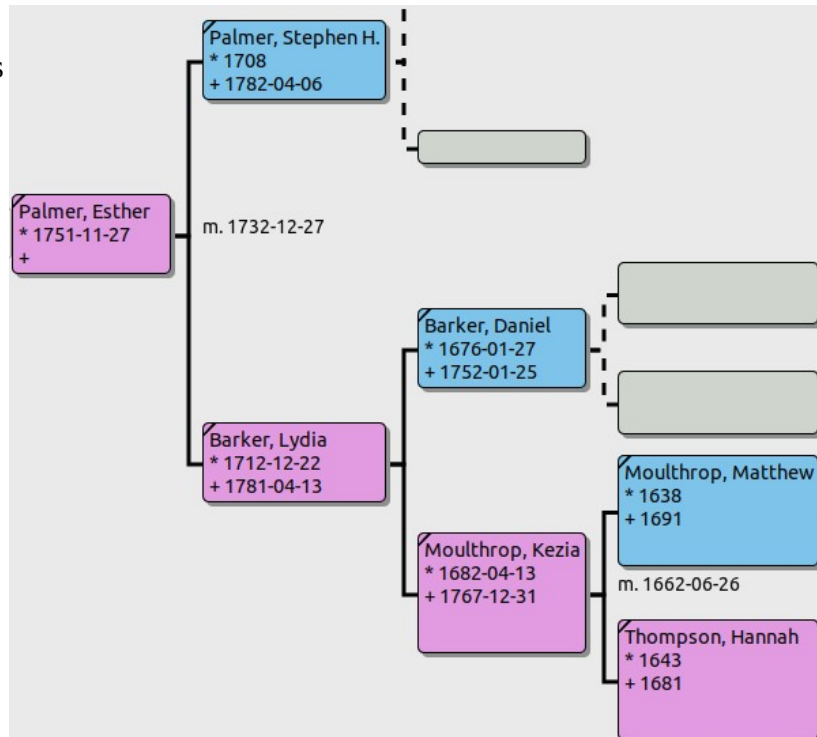 s
Palmer, Stephen H.
* 1708
+ 1782-04-06
Palmer, Esther
* 1751-11-27
+
m. 1732-12-27
Barker, Daniel
* 1676-01-27
+ 1752-01-25
Barker, Lydia
* 1712-12-22
+ 1781-04-13
Moulthrop, Matthew
* 1638
+ 1691
Moulthrop, Kezia
* 1682-04-13
+ 1767-12-31
m. 1662-06-26
Thompson, Hannah
* 1643
+ 1681